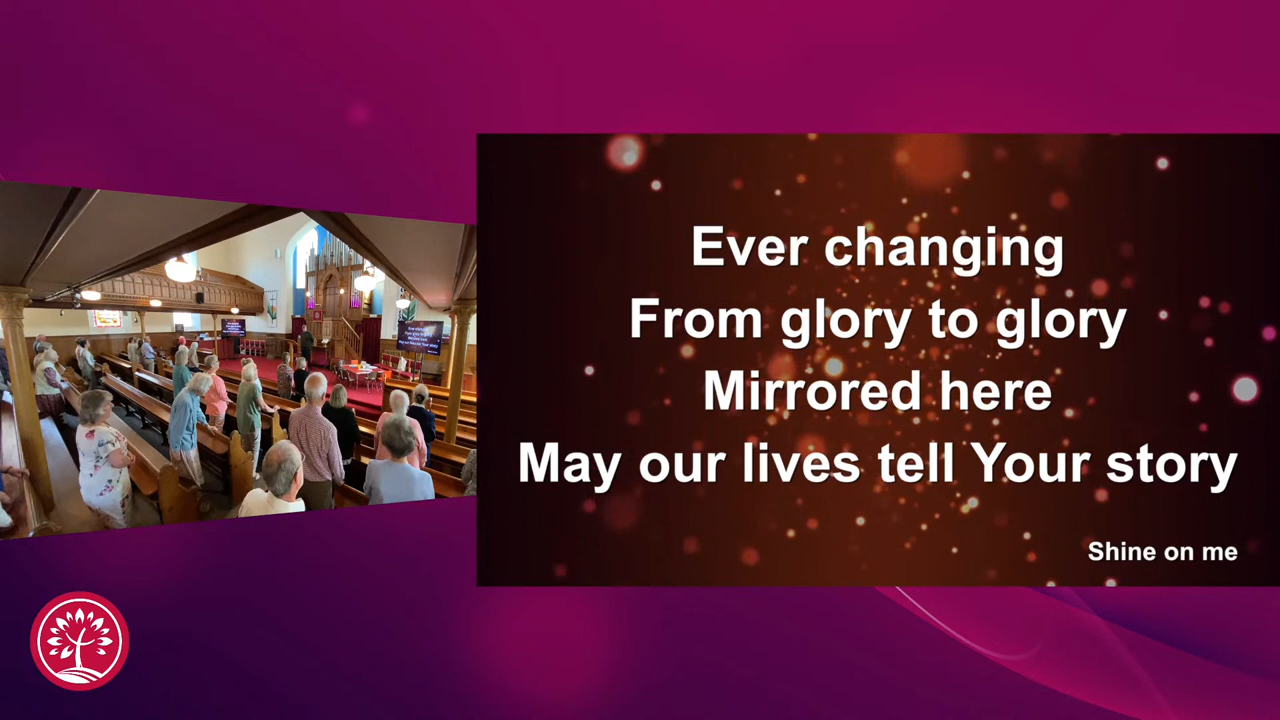 Ever changing
From glory to glory
Mirrored here
May our lives tell Your story
Shine on me